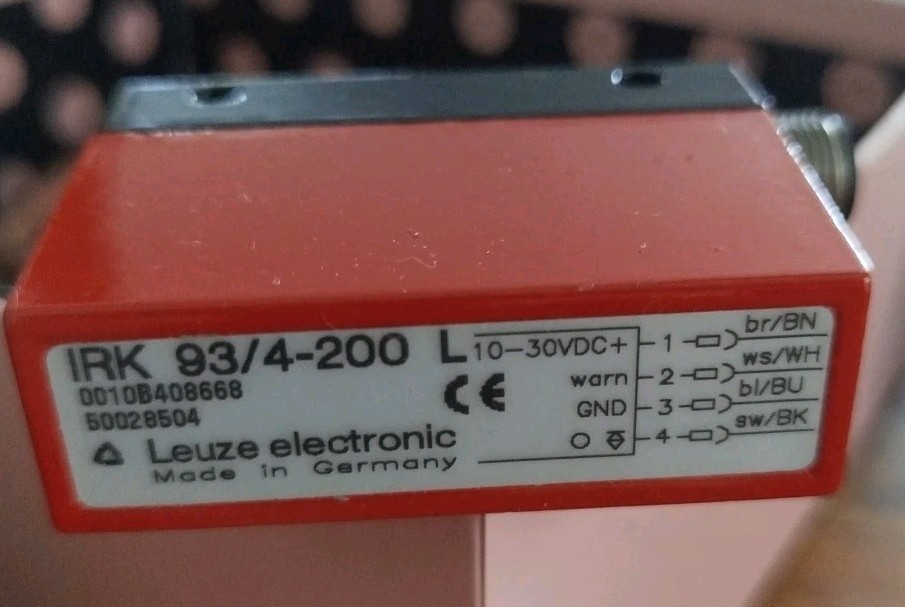 IRK 93/4-200 L
0010B408668
50028504
Leuze electronic
Made in Germany
CE
10-30VDC+ 1 br/BN
warn 2 ws/WH
GND 3 bl/BU
4 sw/BK